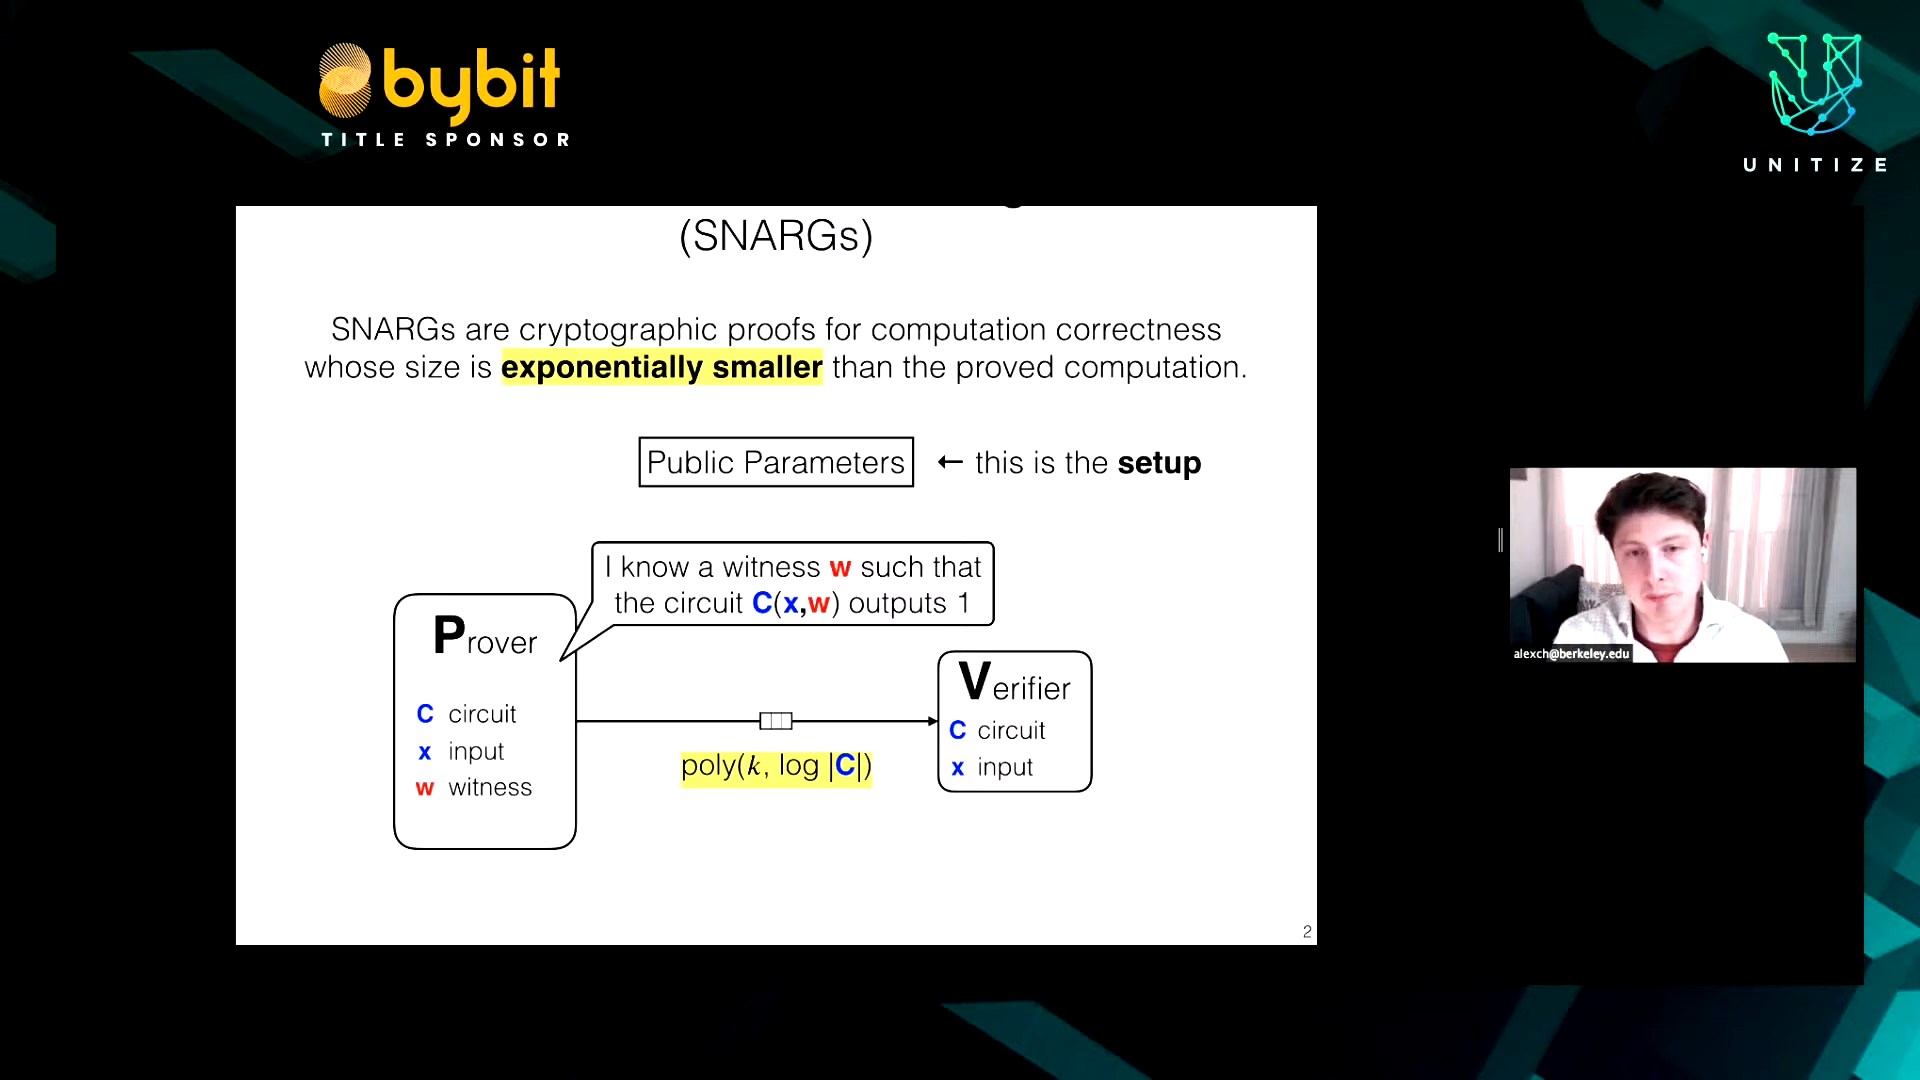 bybit
TITLE SPONSOR
UNITIZE
(SNARGs)
SNARGs are cryptographic proofs for computation correctness
whose size is exponentially smaller than the proved computation.
Public Parameters ← this is the setup
I know a witness w such that
the circuit C(x,w) outputs 1
Prover
C circuit
x input
w witness
poly(k, log |C|)
Verifier
C circuit
x input
2
alexch@berkeley.edu